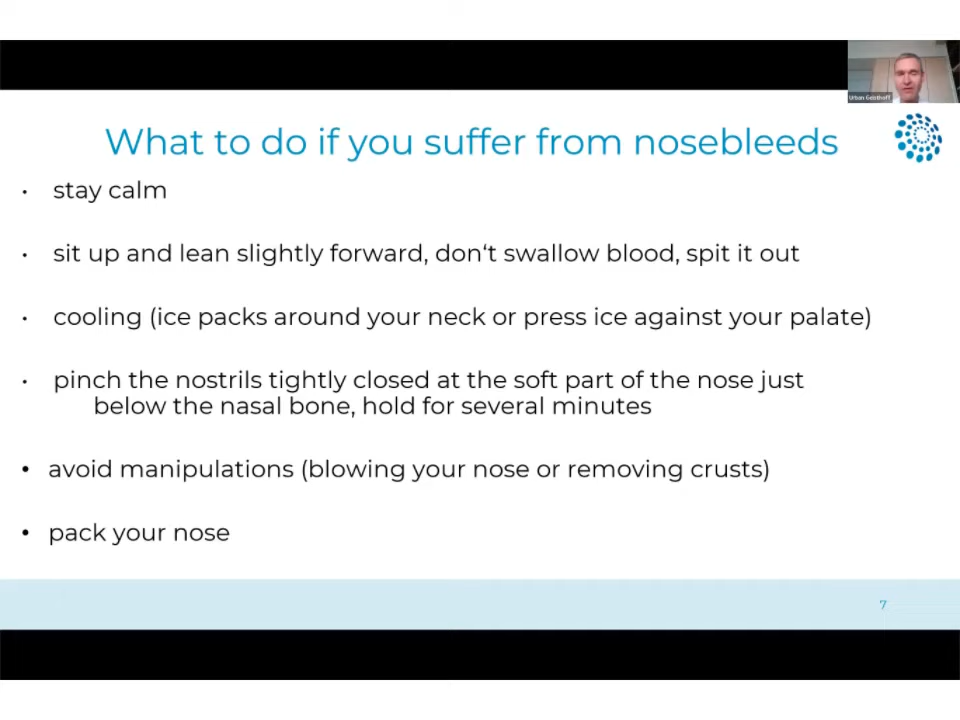 Urban Geisthoff
What to do if you suffer from nosebleeds
• stay calm
• sit up and lean slightly forward, don‘t swallow blood, spit it out
• cooling (ice packs around your neck or press ice against your palate)
• pinch the nostrils tightly closed at the soft part of the nose just
below the nasal bone, hold for several minutes
• avoid manipulations (blowing your nose or removing crusts)
• pack your nose
7